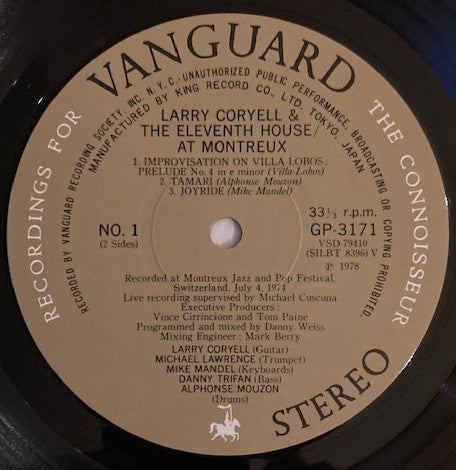 RECORDINGS FOR VANGUARD THE CONNOISSEUR
MANUFACTURED BY VANGUARD RECORDING SOCIETY, INC. N.Y.C.,-UNAUTHORIZED PUBLIC PERFORMANCE, BROADCASTING OR COPYING PROHIBITED.
MANUFACTURED BY KING RECORD CO., LTD. TOKYO, JAPAN
LARRY CORYELL &
THE ELEVENTH HOUSE/
AT MONTREUX
1. IMPROVISATION ON VILLA-LOBOS:
PRELUDE No. 4 in e minor (Villa-Lobos)
2. TAMARI (Alphonse Mouzon)
3. JOYRIDE (Mike Mandel)
NO. 1
(2 Sides)
33⅓ r.p.m.
GP-3171
VSD-79410
(SILBT 8396) V
Ⓟ 1978
Recorded at Montreux Jazz and Pop Festival,
Switzerland, July 4, 1974
Live recording supervised by Michael Cuscuna
Executive Producers :
Vince Cirrincione and Tom Paine
Programmed and mixed by Danny Weiss
Mixing Engineer : Mark Berry
LARRY CORYELL (Guitar)
MICHAEL LAWRENCE (Trumpet)
MIKE MANDEL (Keyboards)
DANNY TRIFAN (Bass)
ALPHONSE MOUZON
(Drums)
STEREO